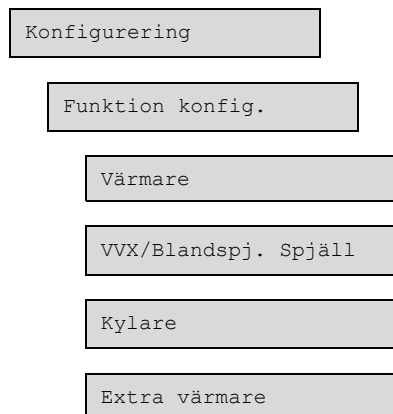 Konfigurering
Funktion konfig.
Värmare
VVX/Blandspj. Spjäll
Kylare
Extra värmare